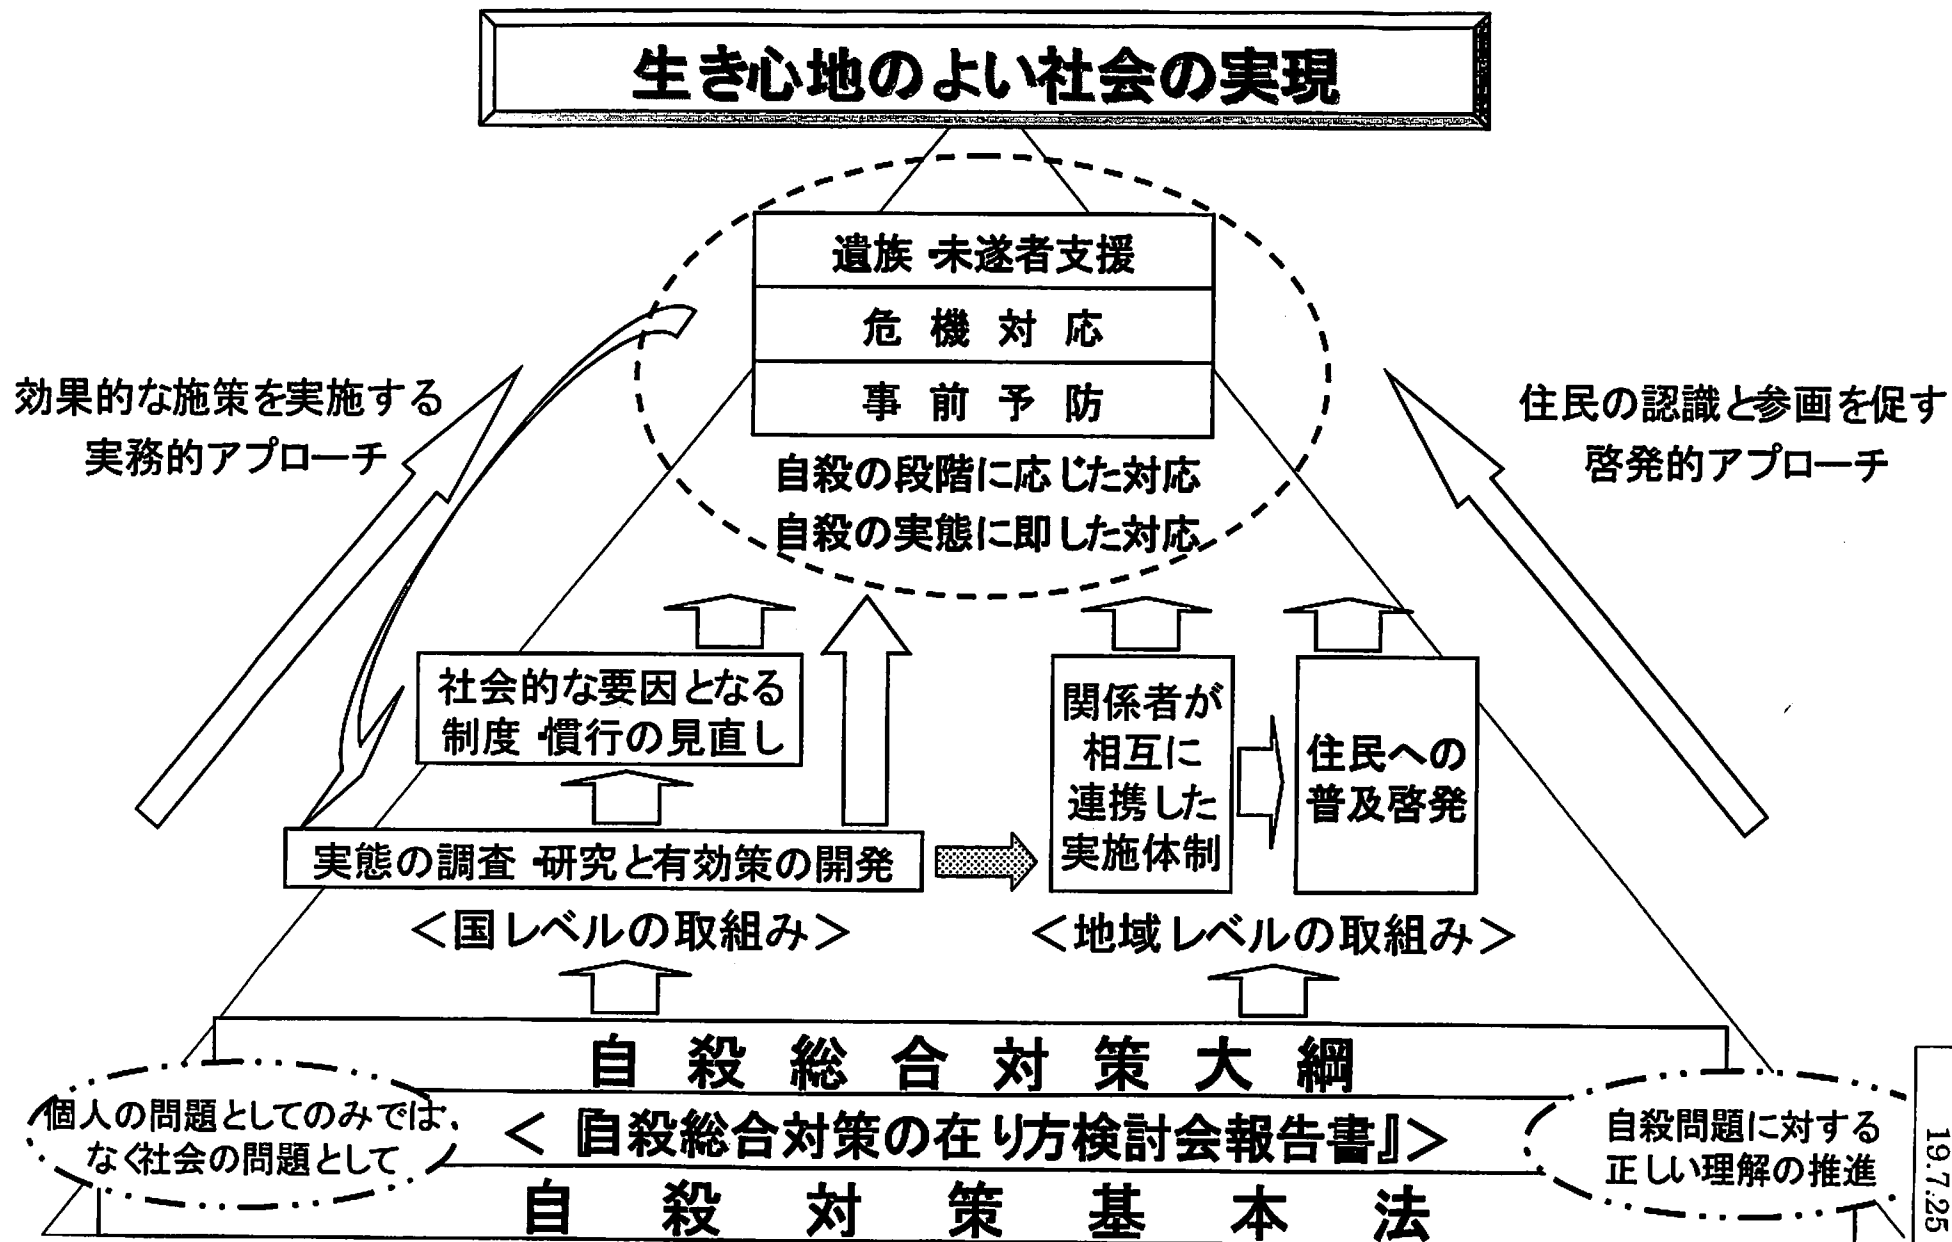 生き心地のよい社会の実現
遺族・未遂者支援
危機対応
事前予防
自殺の段階に応じた対応
自殺の実態に即した対応
効果的な施策を実施する
実務的アプローチ
住民の認識と参画を促す
啓発的アプローチ
社会的な要因となる
制度・慣行の見直し
関係者が
相互に
連携した
実施体制
住民への
普及啓発
実態の調査・研究と有効策の開発
＜国レベルの取組み＞
＜地域レベルの取組み＞
自殺総合対策大綱
個人の問題としてのみでは
なく社会の問題として
＜『自殺総合対策の在り方検討会報告書』＞
自殺問題に対する
正しい理解の推進
自殺対策基本法
19.7.25